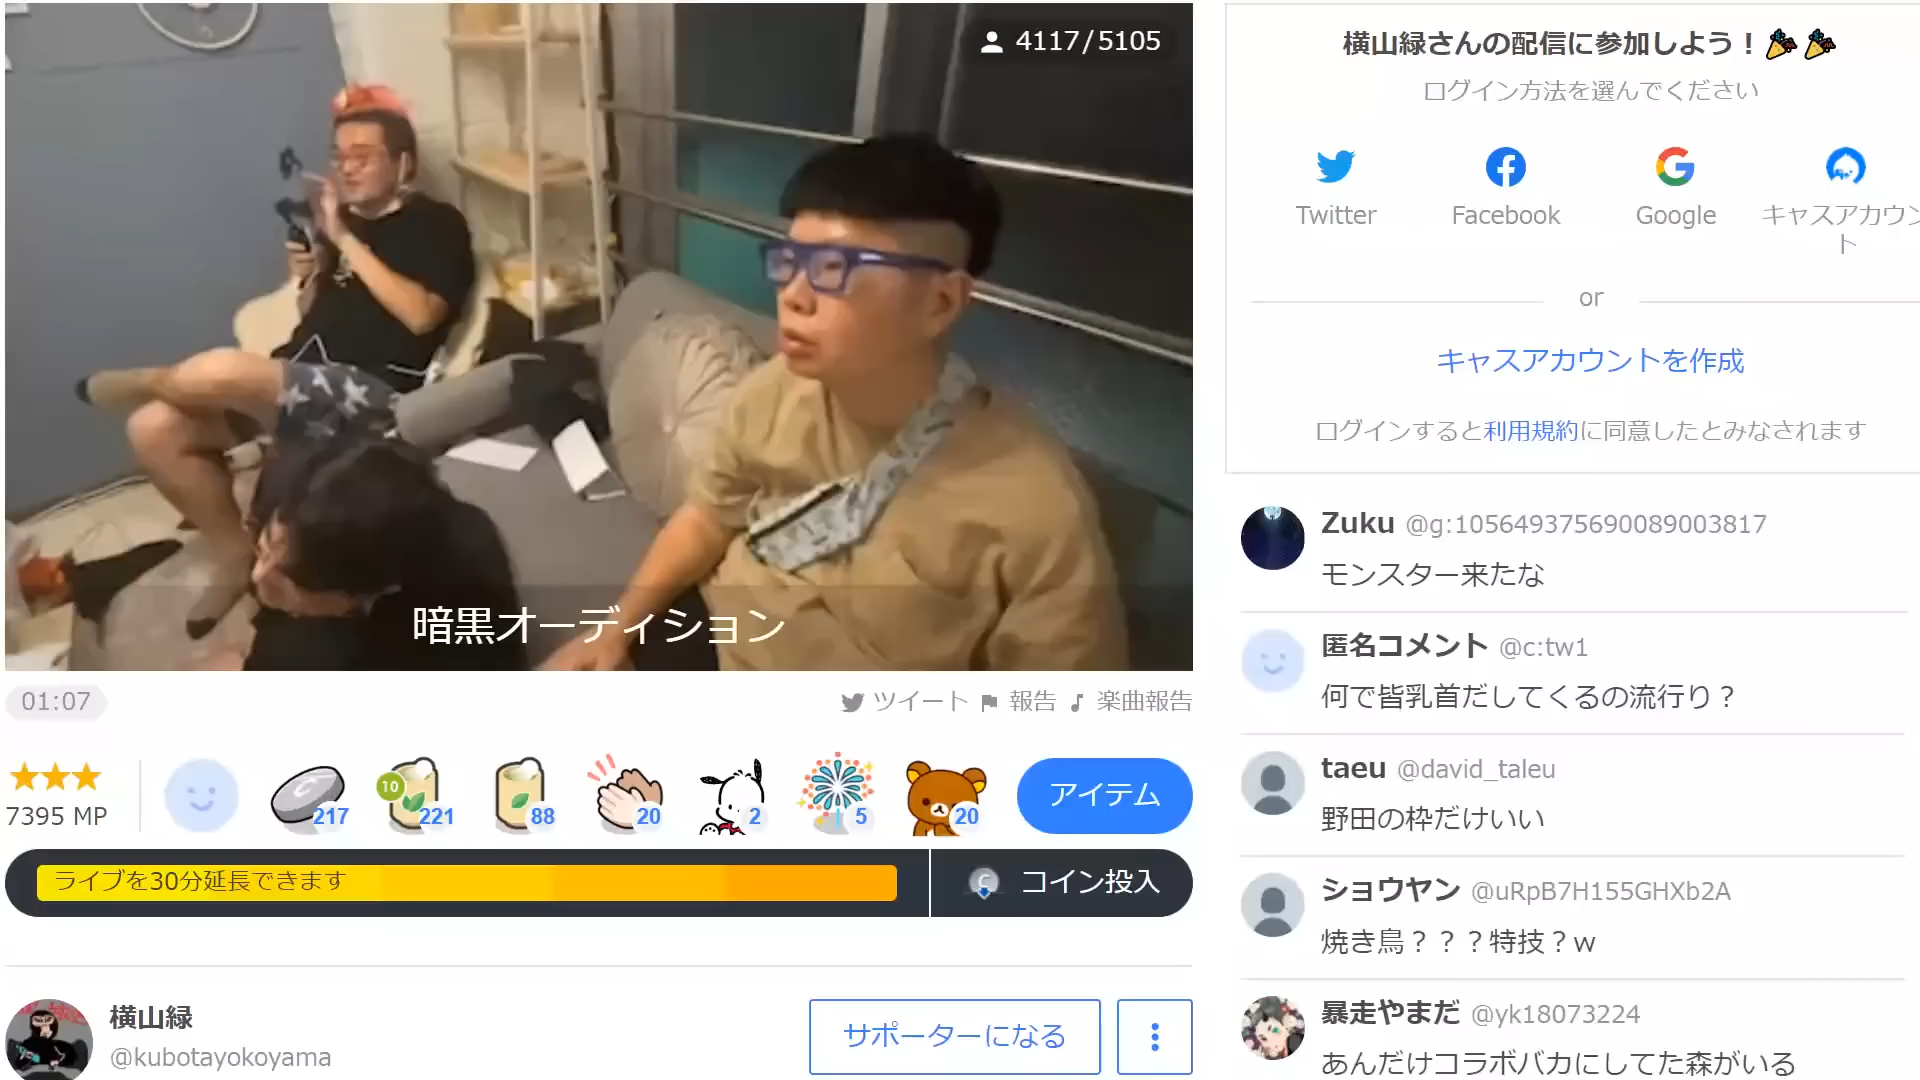 4117/5105
暗黒オーディション
01:07
ツイート 報告 楽曲報告
7395 MP
217
10
221
88
20
2
5
20
アイテム
ライブを30分延長できます
C コイン投入
横山緑
@kubotayokoyama
サポーターになる
横山緑さんの配信に参加しよう！
ログイン方法を選んでください
Twitter
Facebook
Google
キャスアカウン
ト
or
キャスアカウントを作成
ログインすると利用規約に同意したとみなされます
Zuku @g:105649375690089003817
モンスター来たな
匿名コメント @c:tw1
何で皆乳首だしてくるの流行り？
taeu @david_taleu
野田の枠だけいい
ショウヤン @uRpB7H155GHXb2A
焼き鳥？？？特技？w
暴走やまだ @yk18073224
あんだけコラボバカにしてた森がいる